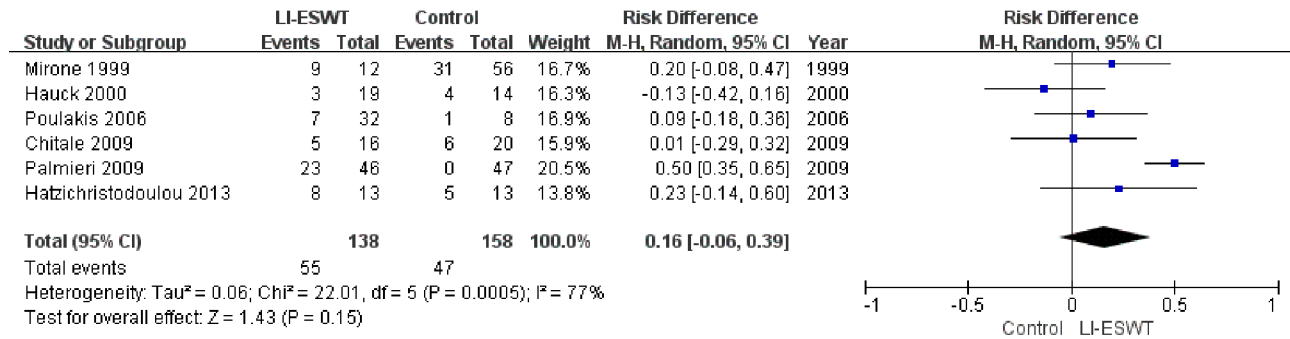 LI-ESWT Control Risk Difference Risk Difference
Study or Subgroup Events Total Events Total Weight M-H, Random, 95% CI Year M-H, Random, 95% CI
Mirone 1999 9 12 31 56 16.7% 0.20 [-0.08, 0.47] 1999
Hauck 2000 3 19 4 14 16.3% -0.13 [-0.42, 0.16] 2000
Poulakis 2006 7 32 1 8 16.9% 0.09 [-0.18, 0.36] 2006
Chitale 2009 5 16 6 20 15.9% 0.01 [-0.29, 0.32] 2009
Palmieri 2009 23 46 0 47 20.5% 0.50 [0.35, 0.65] 2009
Hatzichristodoulou 2013 8 13 5 13 13.8% 0.23 [-0.14, 0.60] 2013
Total (95% CI) 138 158 100.0% 0.16 [-0.06, 0.39]
Total events 55 47
Heterogeneity: Tau² = 0.06; Chi² = 22.01, df = 5 (P = 0.0005); I² = 77%
Test for overall effect: Z = 1.43 (P = 0.15)
-1 -0.5 0 0.5 1
Control LI-ESWT